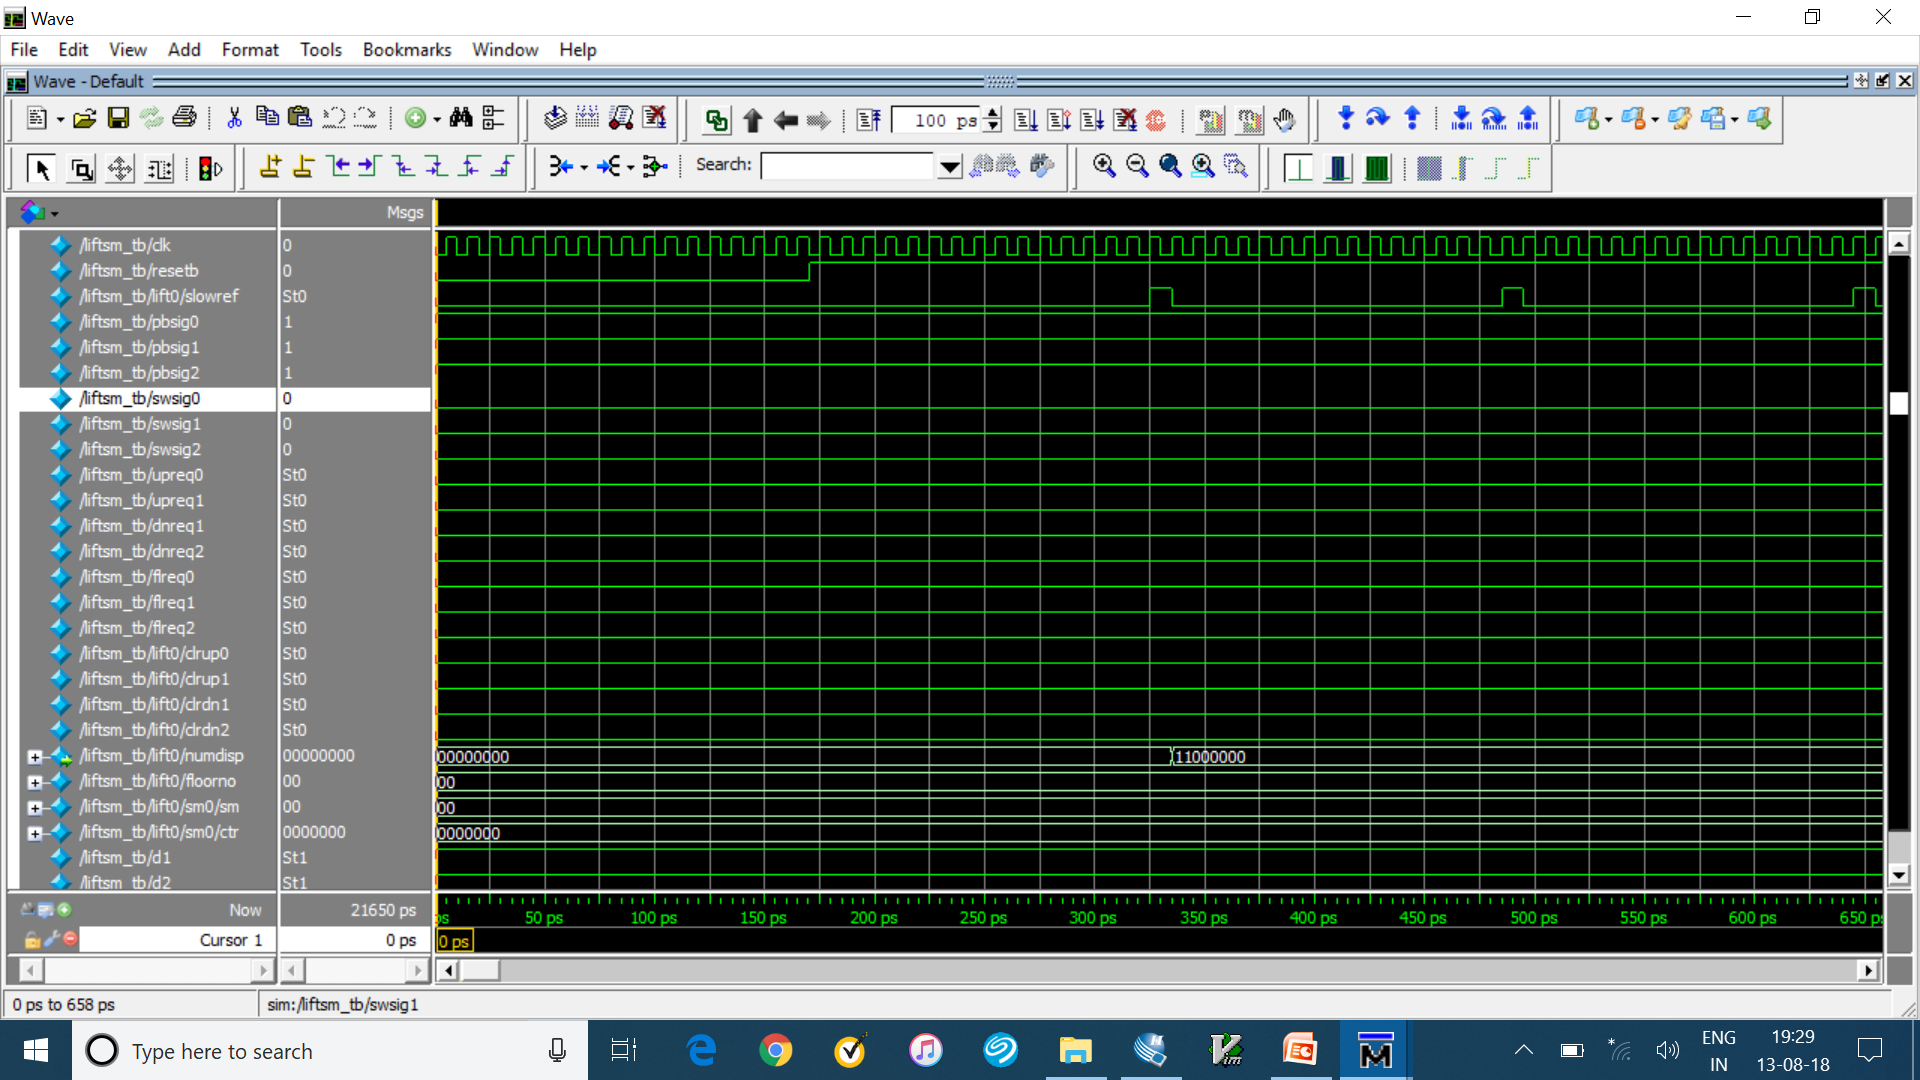 Wave
File Edit View Add Format Tools Bookmarks Window Help
Wave - Default
100 ps
Search:
Msgs
/liftsm_tb/clk 0
/liftsm_tb/resetb 0
/liftsm_tb/lift0/slowref St0
/liftsm_tb/pbsig0 1
/liftsm_tb/pbsig1 1
/liftsm_tb/pbsig2 1
/liftsm_tb/swsig0 0
/liftsm_tb/swsig1 0
/liftsm_tb/swsig2 0
/liftsm_tb/upreq0 St0
/liftsm_tb/upreq1 St0
/liftsm_tb/dnreq1 St0
/liftsm_tb/dnreq2 St0
/liftsm_tb/flreq0 St0
/liftsm_tb/flreq1 St0
/liftsm_tb/flreq2 St0
/liftsm_tb/lift0/clrup0 St0
/liftsm_tb/lift0/clrup1 St0
/liftsm_tb/lift0/clrdn1 St0
/liftsm_tb/lift0/clrdn2 St0
/liftsm_tb/lift0/numdisp 00000000 00000000 11000000
/liftsm_tb/lift0/floorno 00 00
/liftsm_tb/lift0/sm0/sm 00 00
/liftsm_tb/lift0/sm0/ctr 0000000 0000000
/liftsm_tb/d1 St1
/liftsm_tb/d2 St1
Now 21650 ps 50 ps 100 ps 150 ps 200 ps 250 ps 300 ps 350 ps 400 ps 450 ps 500 ps 550 ps 600 ps 650 ps
Cursor 1 0 ps 0 ps
0 ps to 658 ps sim:/liftsm_tb/swsig1
Type here to search
ENG 19:29
IN 13-08-18